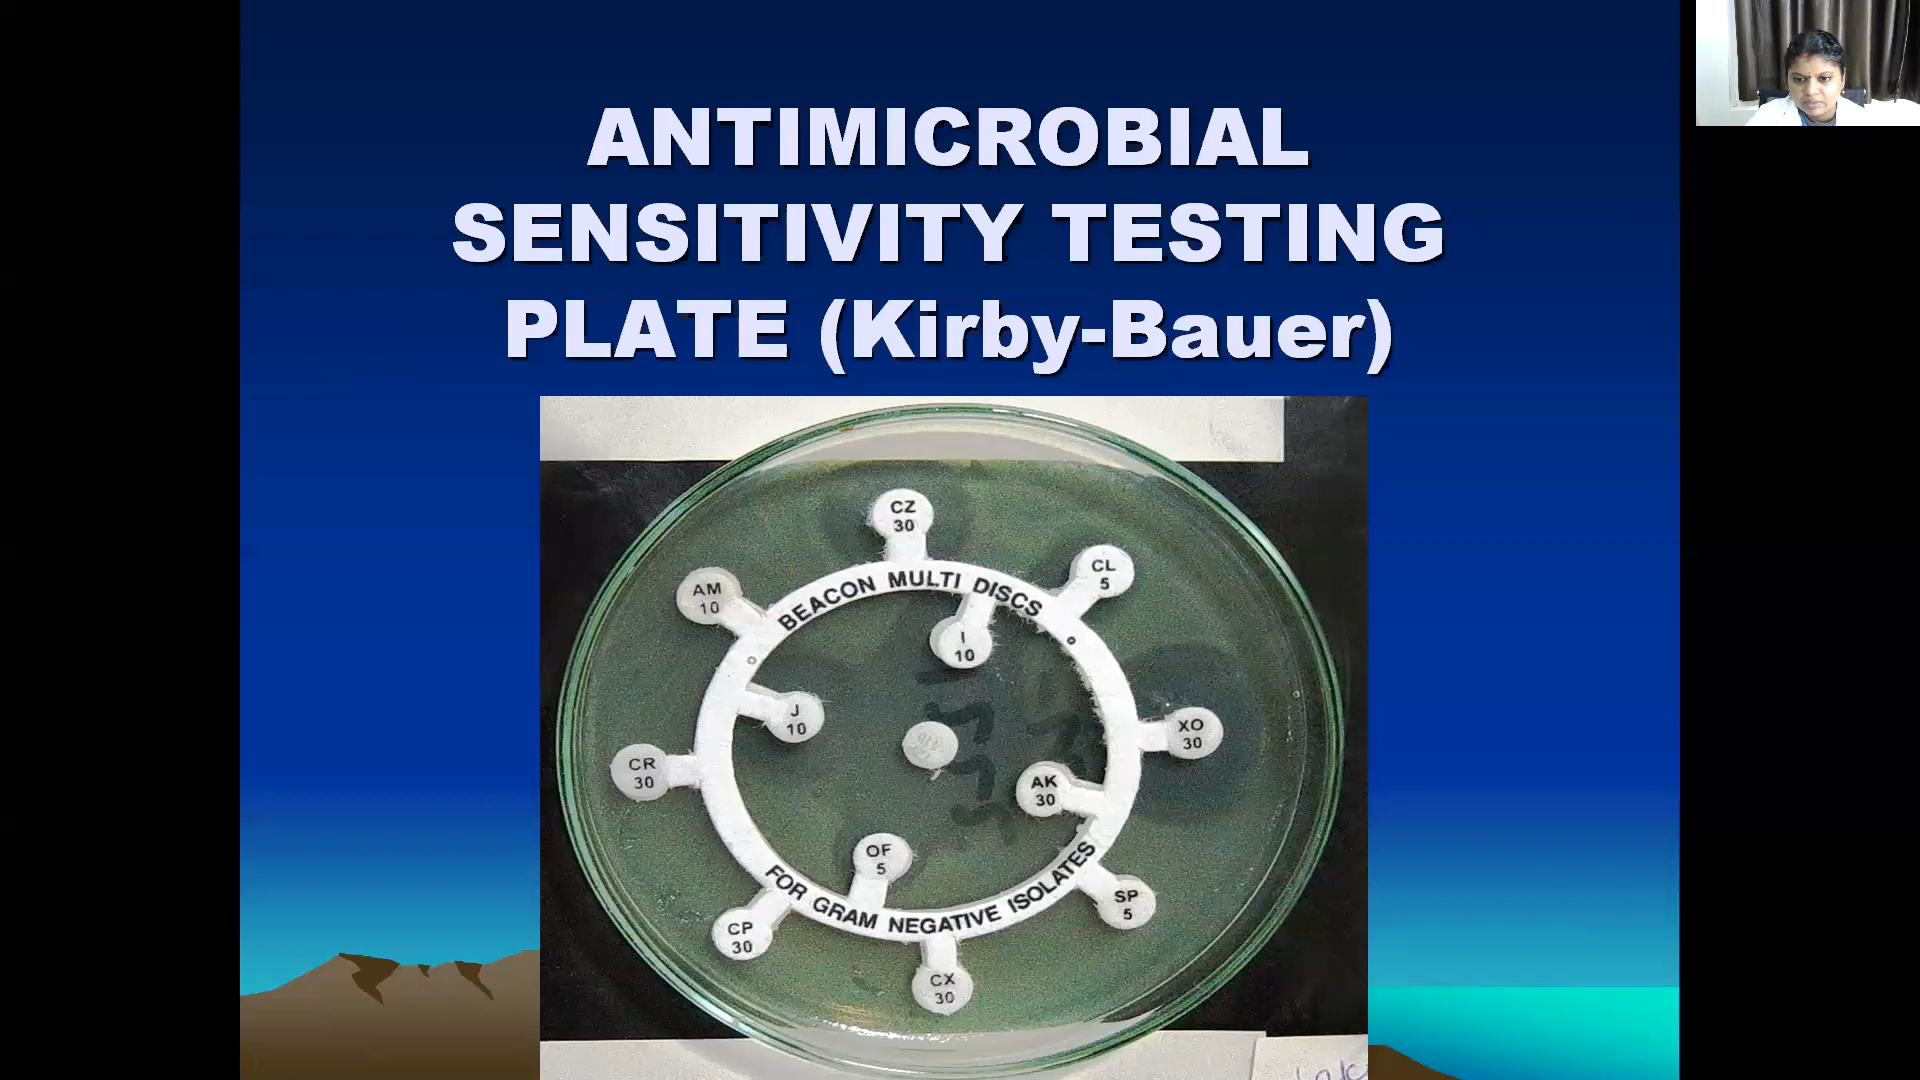 ANTIMICROBIAL
SENSITIVITY TESTING
PLATE (Kirby-Bauer)
CZ
30
CL
5
AM
10
BEACON MULTI DISCS
I
10
J
10
XO
30
CR
30
AK
30
OF
5
SP
5
CP
30
FOR GRAM NEGATIVE ISOLATES
CX
30